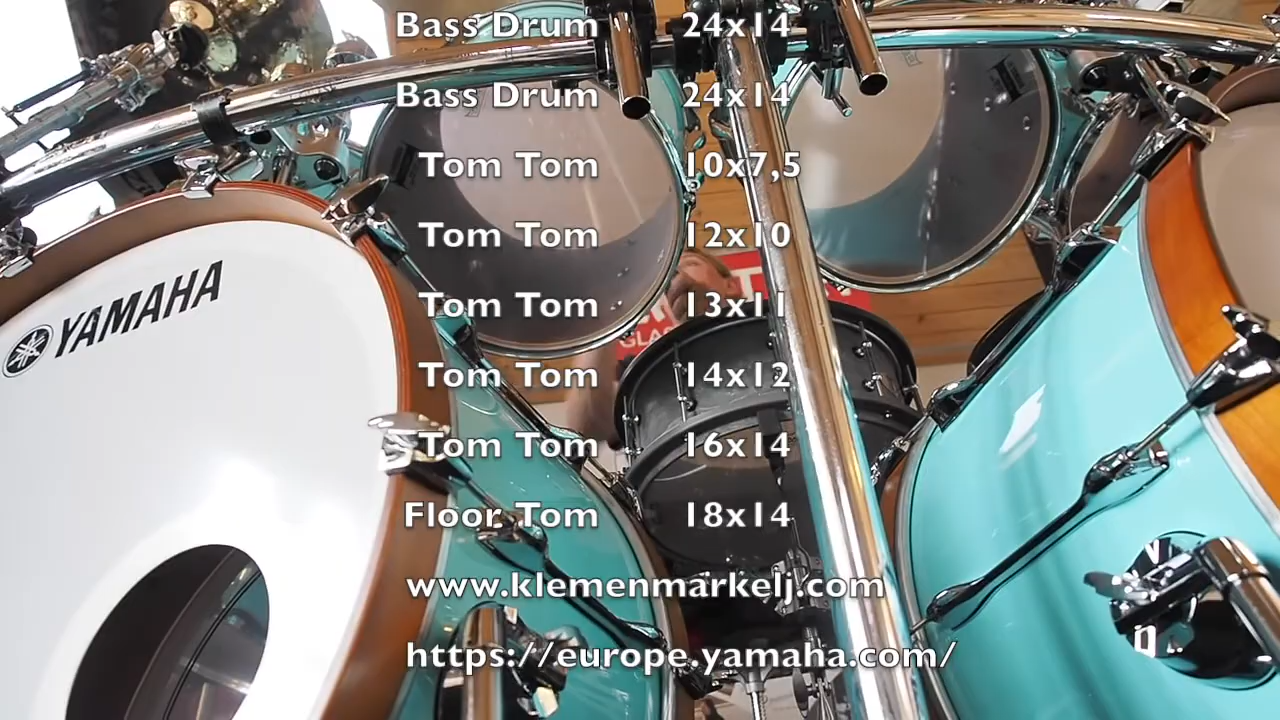 Bass Drum 24x14
Bass Drum 24x14
Tom Tom 10x7,5
Tom Tom 12x10
YAMAHA
Tom Tom 13x11
Tom Tom 14x12
Tom Tom 16x14
Floor Tom 18x14
www.klemenmarkelj.com
https://europe.yamaha.com/